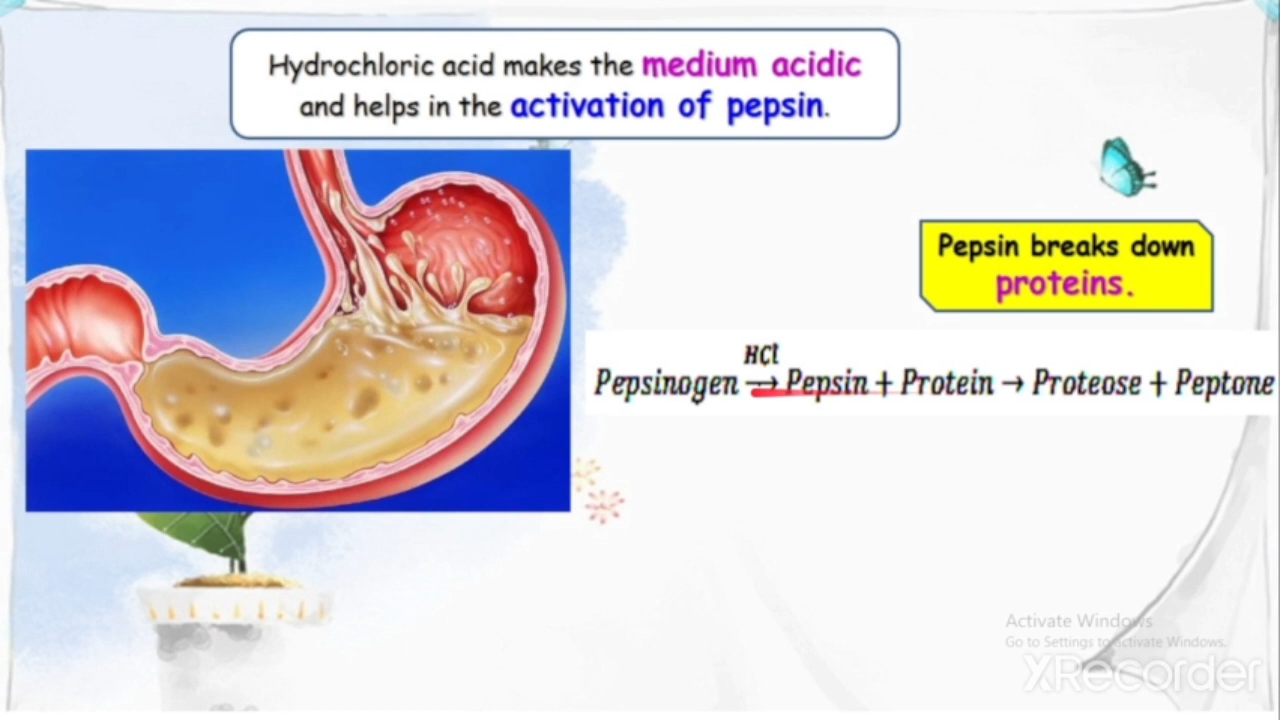 Hydrochloric acid makes the medium acidic
and helps in the activation of pepsin.
Pepsin breaks down
proteins.
HCl
Pepsinogen → Pepsin + Protein → Proteose + Peptone
Activate Windows
Go to Settings to activate Windows.
XRecorder